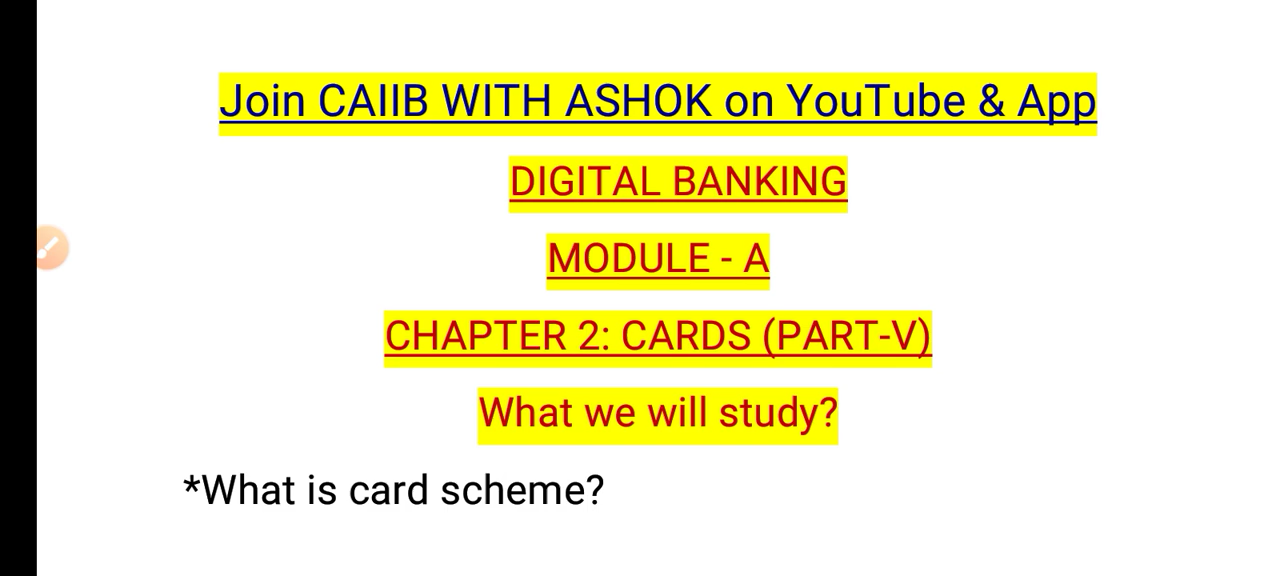 Join CAIIB WITH ASHOK on YouTube & App
DIGITAL BANKING
MODULE - A
CHAPTER 2: CARDS (PART-V)
What we will study?
*What is card scheme?